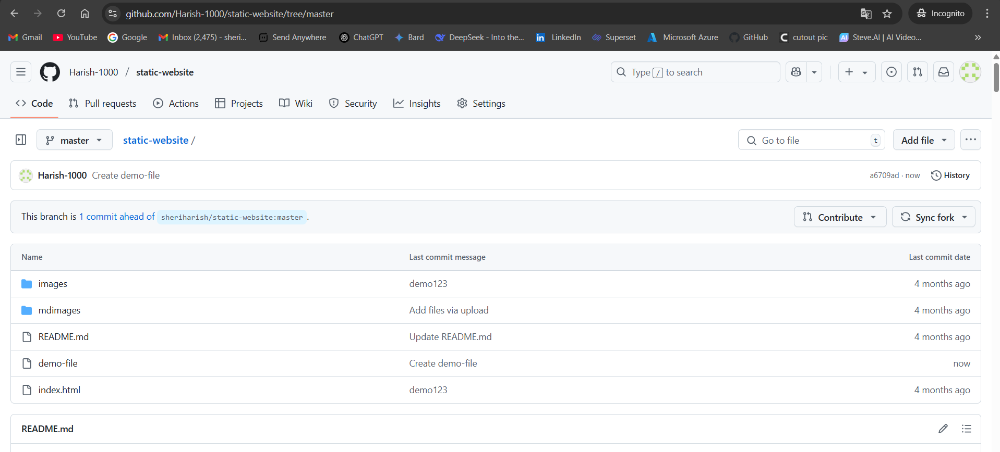 github.com/Harish-1000/static-website/tree/master Incognito
Gmail YouTube Google Inbox (2,475) - sheri... Send Anywhere ChatGPT Bard DeepSeek - Into the... LinkedIn Superset Microsoft Azure GitHub cutout pic Steve.AI | AI Video... »
Harish-1000 / static-website Type / to search
Code Pull requests Actions Projects Wiki Security Insights Settings
master static-website / Go to file t Add file
Harish-1000 Create demo-file a6709ad · now History
This branch is 1 commit ahead of sheriharish/static-website:master . Contribute Sync fork
Name Last commit message Last commit date
images demo123 4 months ago
mdimages Add files via upload 4 months ago
README.md Update README.md 4 months ago
demo-file Create demo-file now
index.html demo123 4 months ago
README.md